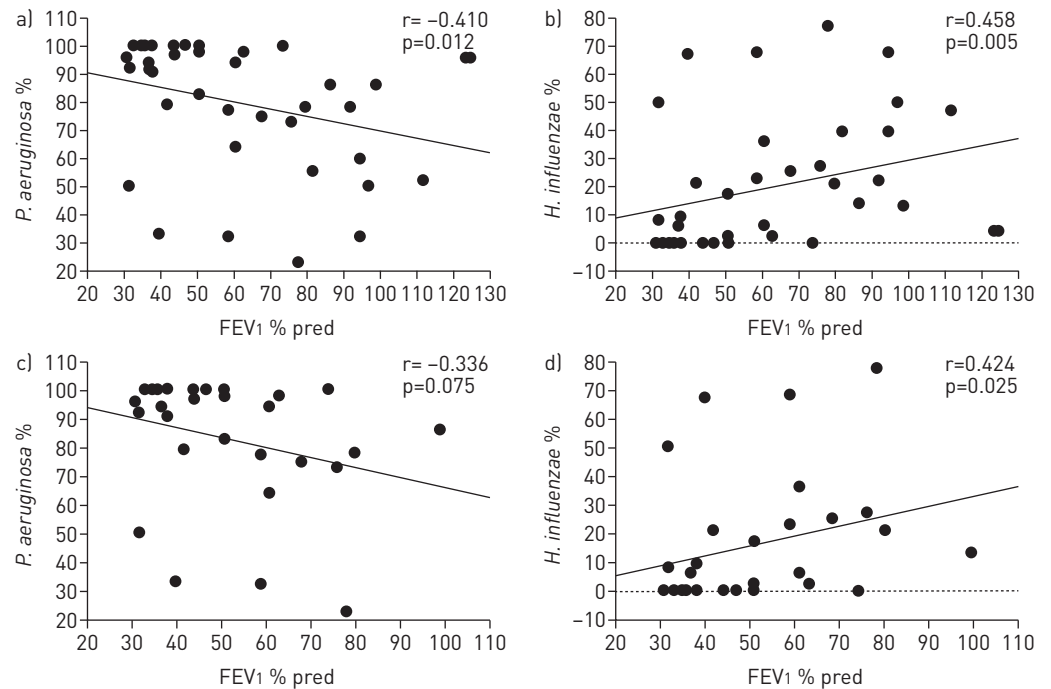 a)
r= −0.410
p=0.012
P. aeruginosa %
110
100
90
80
70
60
50
40
30
20
20 30 40 50 60 70 80 90 100 110 120 130
FEV1 % pred
b)
r=0.458
p=0.005
H. influenzae %
80
70
60
50
40
30
20
10
0
−10
20 30 40 50 60 70 80 90 100 110 120 130
FEV1 % pred
c)
r= −0.336
p=0.075
P. aeruginosa %
110
100
90
80
70
60
50
40
30
20
20 30 40 50 60 70 80 90 100 110
FEV1 % pred
d)
r=0.424
p=0.025
H. influenzae %
80
70
60
50
40
30
20
10
0
−10
20 30 40 50 60 70 80 90 100 110
FEV1 % pred